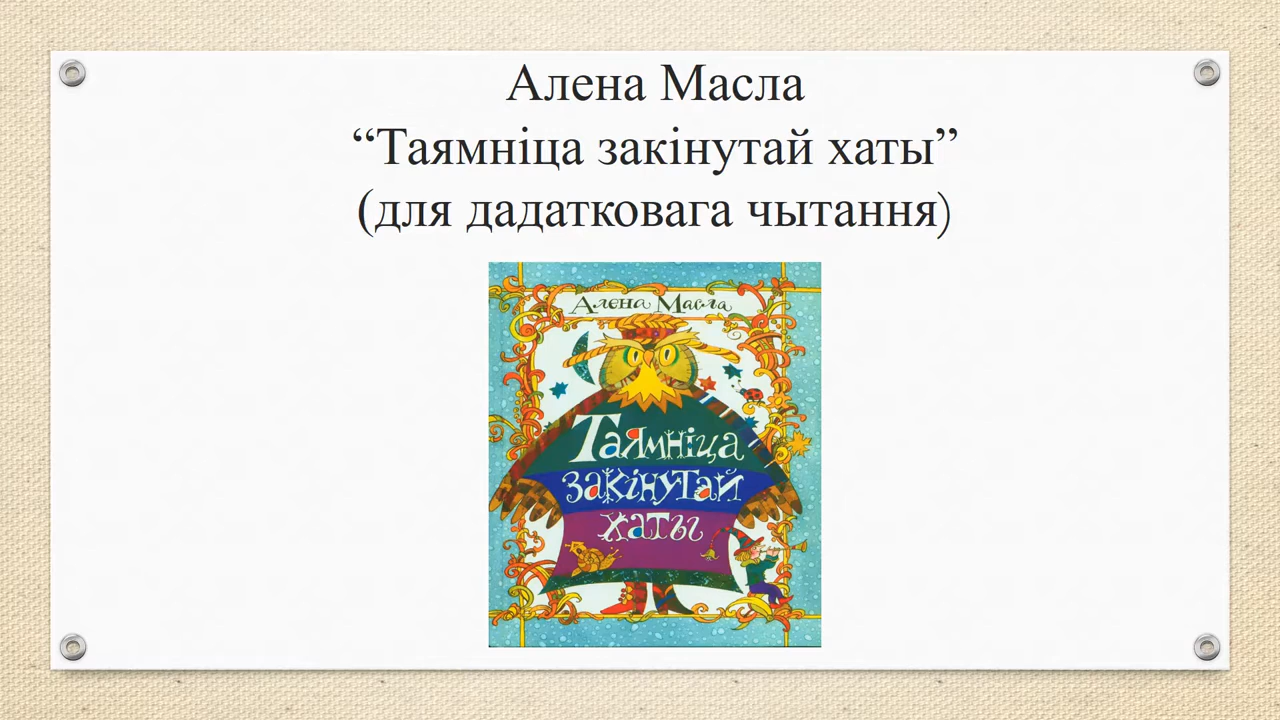 Алена Масла
“Таямніца закінутай хаты”
(для дадатковага чытання)
Алена Масла
Таямніца
закінутай
хаты